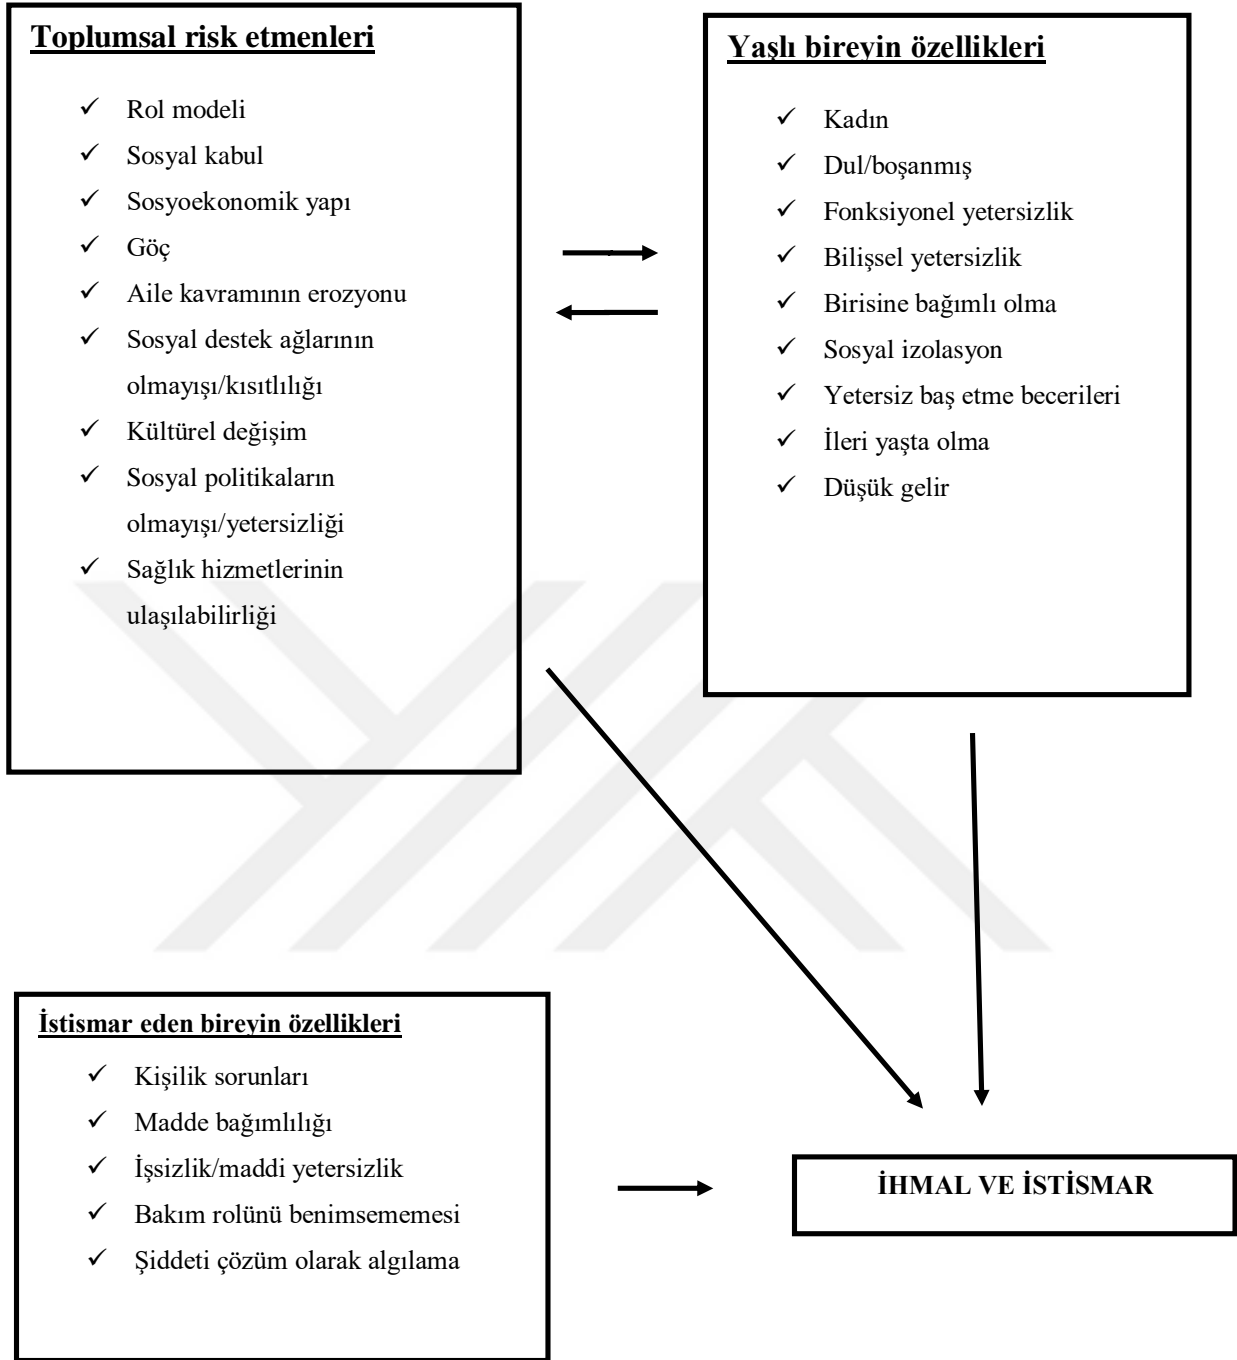 Toplumsal risk etmenleri
✓ Rol modeli
✓ Sosyal kabul
✓ Sosyoekonomik yapı
✓ Göç
✓ Aile kavramının erozyonu
✓ Sosyal destek ağlarının
olmayışı/kısıtlılığı
✓ Kültürel değişim
✓ Sosyal politikaların
olmayışı/yetersizliği
✓ Sağlık hizmetlerinin
ulaşılabilirliği
Yaşlı bireyin özellikleri
✓ Kadın
✓ Dul/boşanmış
✓ Fonksiyonel yetersizlik
✓ Bilişsel yetersizlik
✓ Birisine bağımlı olma
✓ Sosyal izolasyon
✓ Yetersiz baş etme becerileri
✓ İleri yaşta olma
✓ Düşük gelir
İstismar eden bireyin özellikleri
✓ Kişilik sorunları
✓ Madde bağımlılığı
✓ İşsizlik/maddi yetersizlik
✓ Bakım rolünü benimsememesi
✓ Şiddeti çözüm olarak algılama
İHMAL VE İSTİSMAR